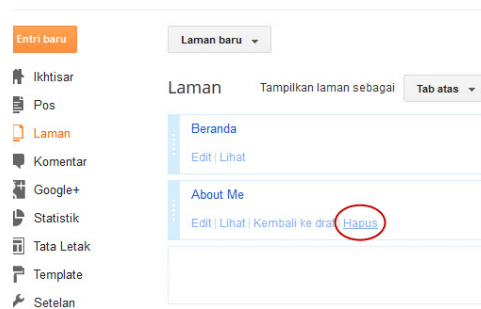 Entri baru
Ikhtisar
Pos
Laman
Komentar
Google+
Statistik
Tata Letak
Template
Setelan
Laman baru
Laman Tampilkan laman sebagai Tab atas
Beranda
Edit | Lihat
About Me
Edit | Lihat | Kembali ke draf | Hapus